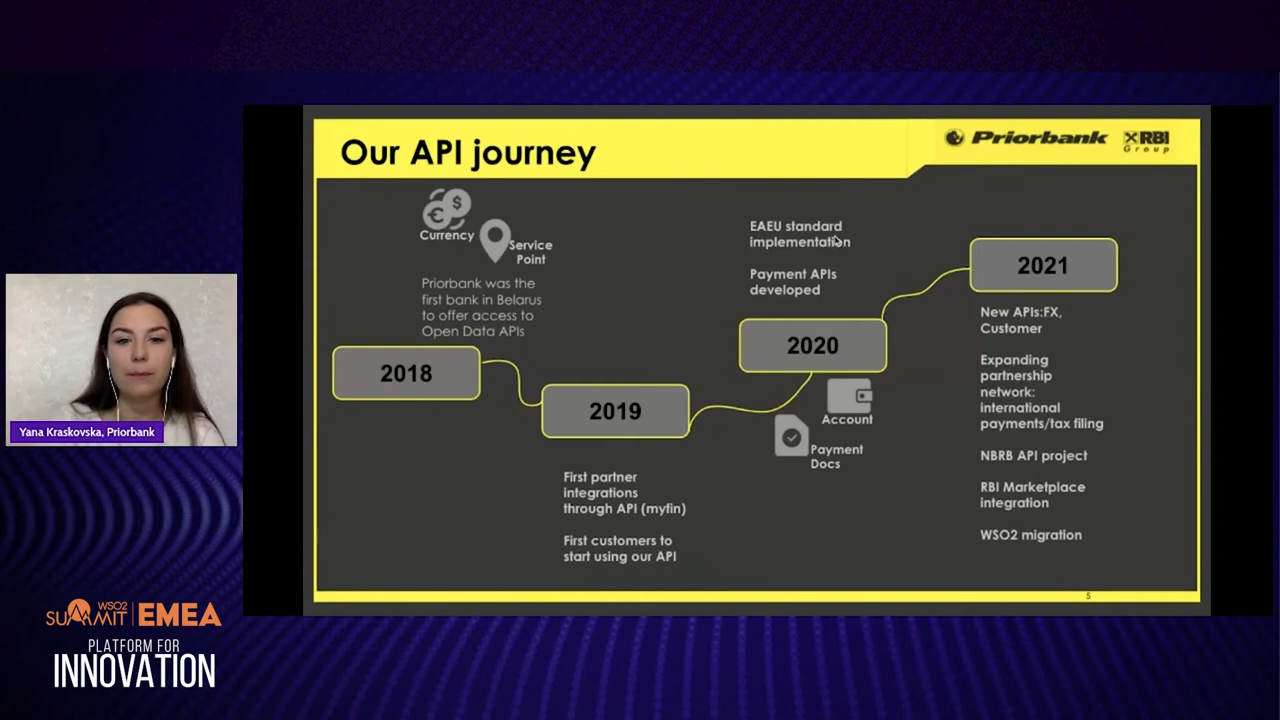 Our API journey
Priorbank
RBI
Group
Currency
Service
Point
Priorbank was the
first bank in Belarus
to offer access to
Open Data APIs
2018
2019
First partner
integrations
through API (myfin)
First customers to
start using our API
EAEU standard
implementation
Payment APIs
developed
2020
Account
Payment
Docs
2021
New APIs:FX,
Customer
Expanding
partnership
network:
international
payments/tax filing
NBRB API project
RBI Marketplace
integration
WSO2 migration
5
Yana Kraskovska, Priorbank
WSO2
SUMMIT EMEA
PLATFORM FOR
INNOVATION